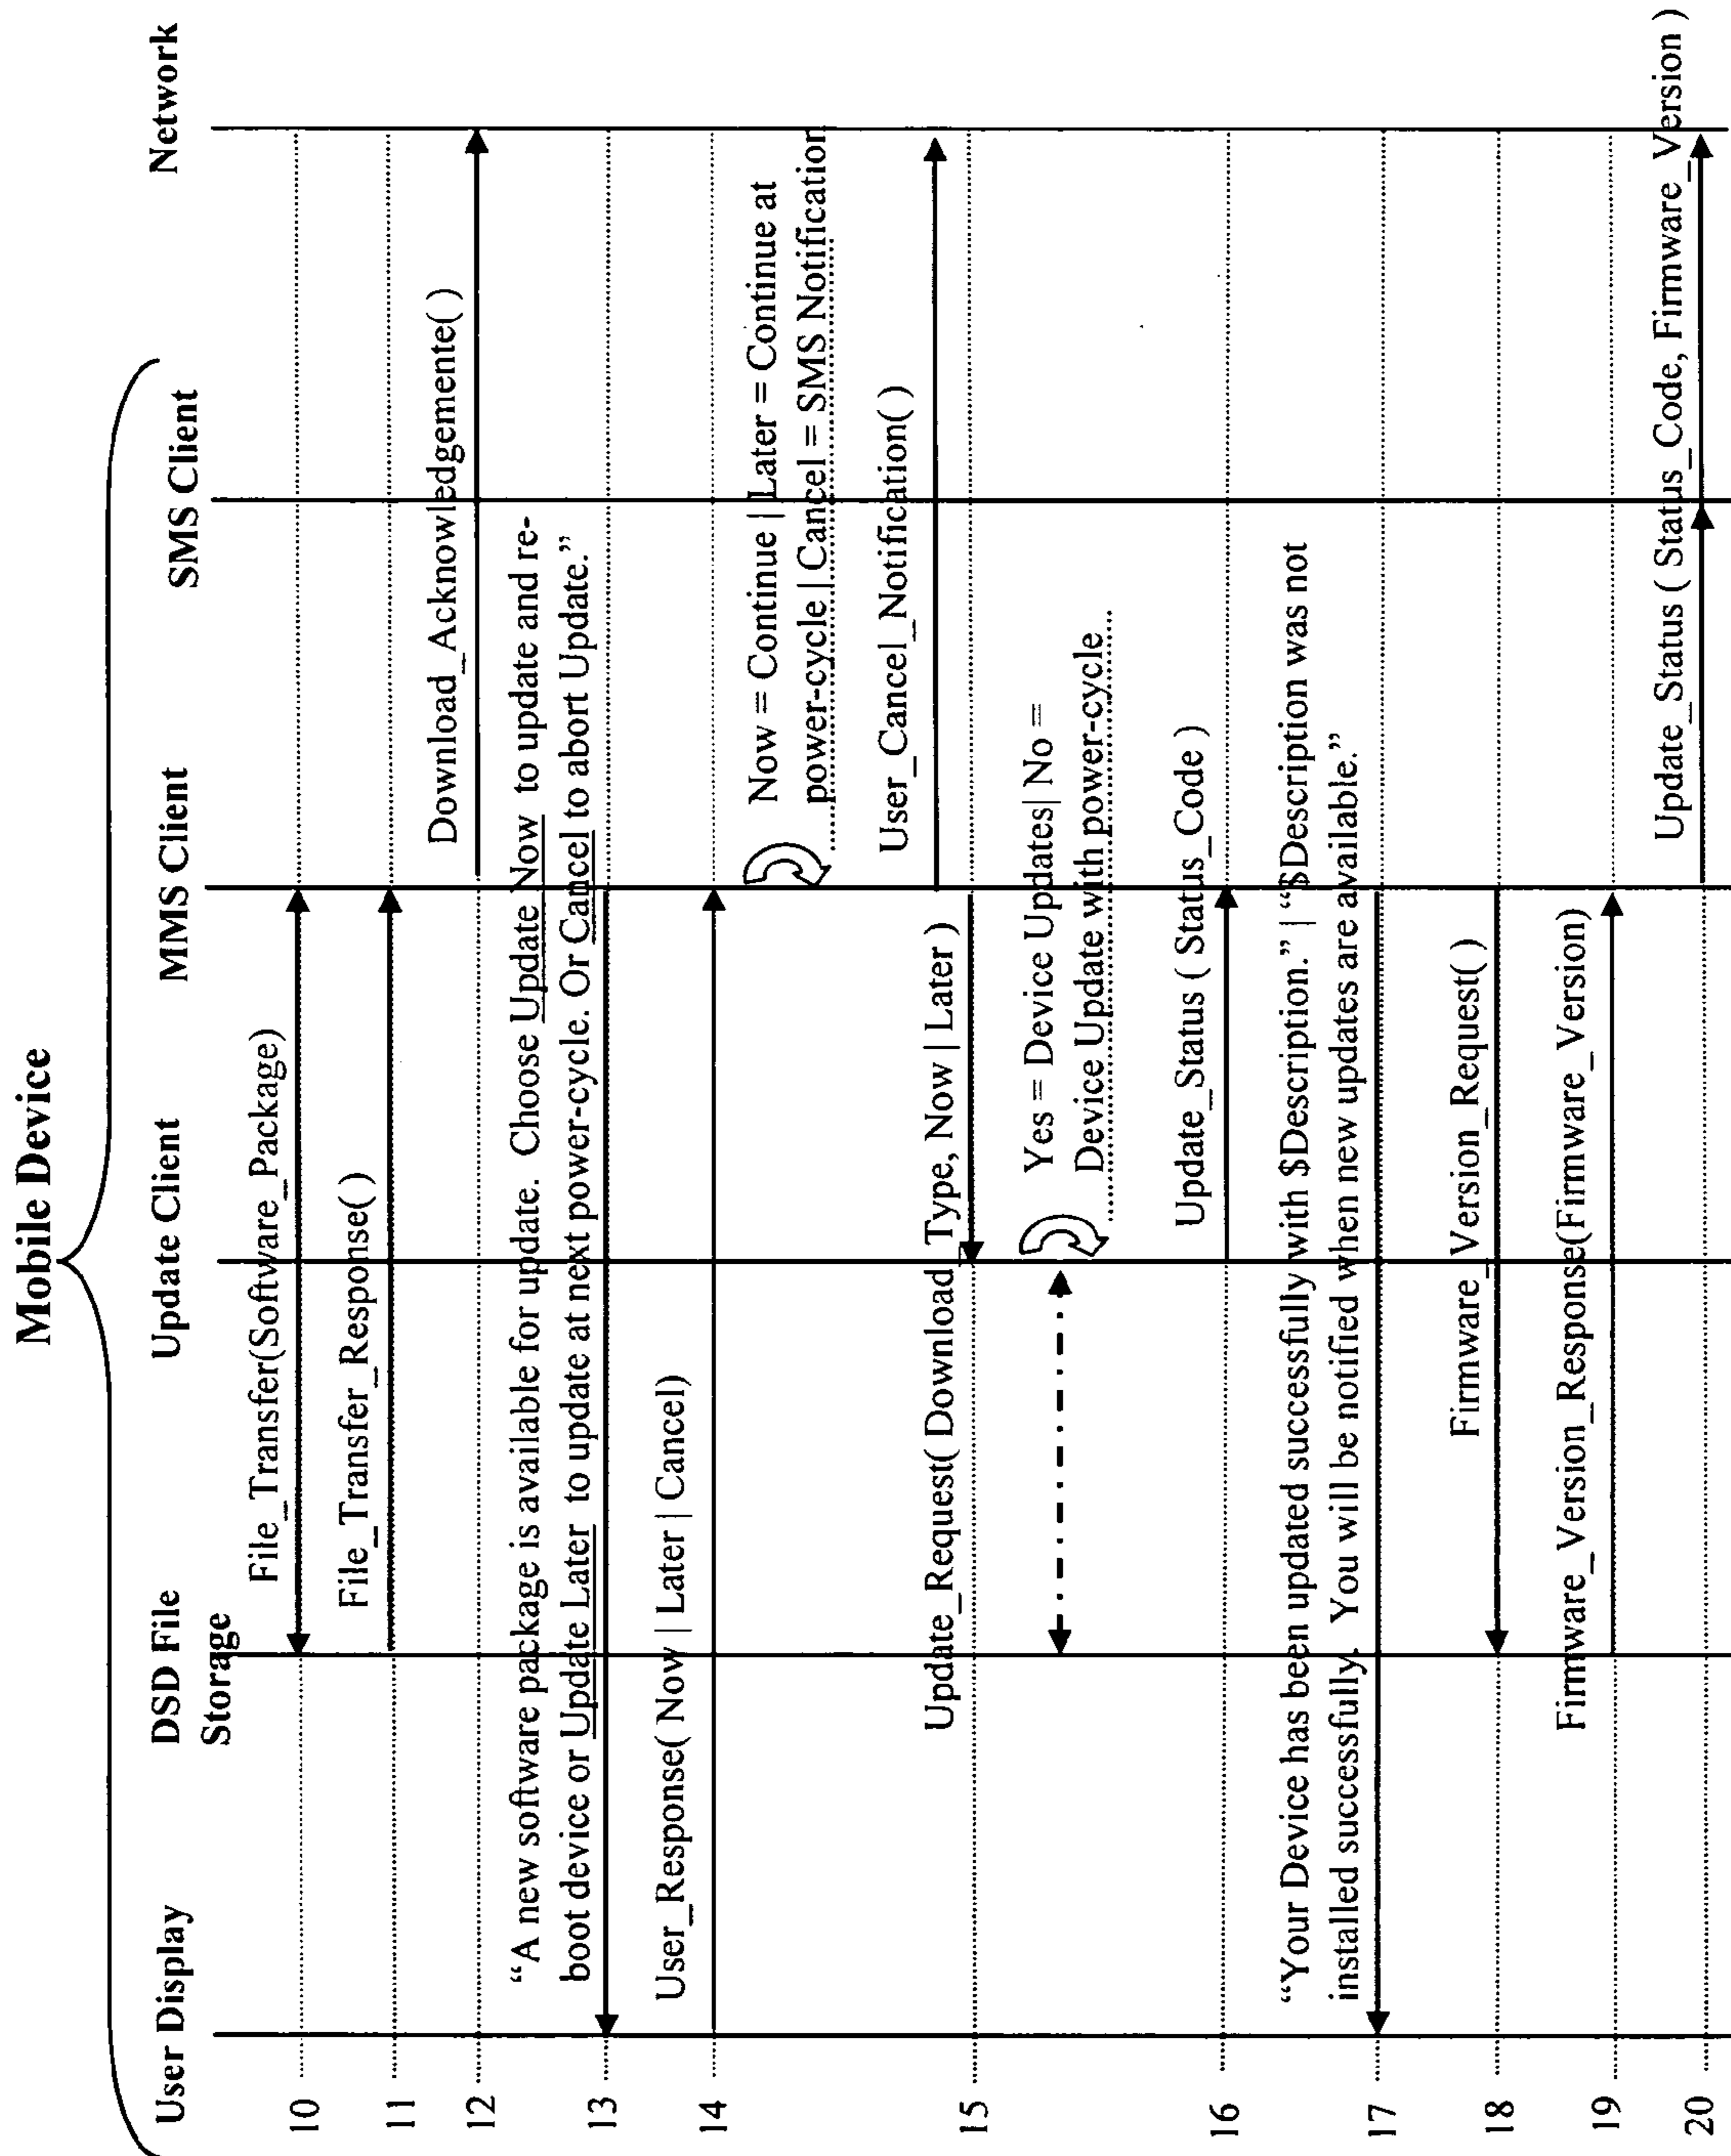 Mobile Device
User Display
DSD File
Storage
Update Client
MMS Client
SMS Client
Network
10
File_Transfer(Software_Package)
11
File_Transfer_Response( )
12
Download_Acknowledgemente( )
“A new software package is available for update. Choose Update Now to update and re-
boot device or Update Later to update at next power-cycle. Or Cancel to abort Update.”
13
User_Response( Now | Later | Cancel)
14
Now = Continue | Later = Continue at
power-cycle | Cancel = SMS Notification
User_Cancel_Notification( )
Update_Request( Download_Type, Now | Later )
15
Yes = Device Updates| No =
Device Update with power-cycle
Update_Status ( Status_Code )
16
“Your Device has been updated successfully with $Description.” | “$Description was not
installed successfully. You will be notified when new updates are available.”
17
Firmware_Version_Request( )
18
Firmware_Version_Response(Firmware_Version)
19
Update_Status ( Status_Code, Firmware_Version )
20